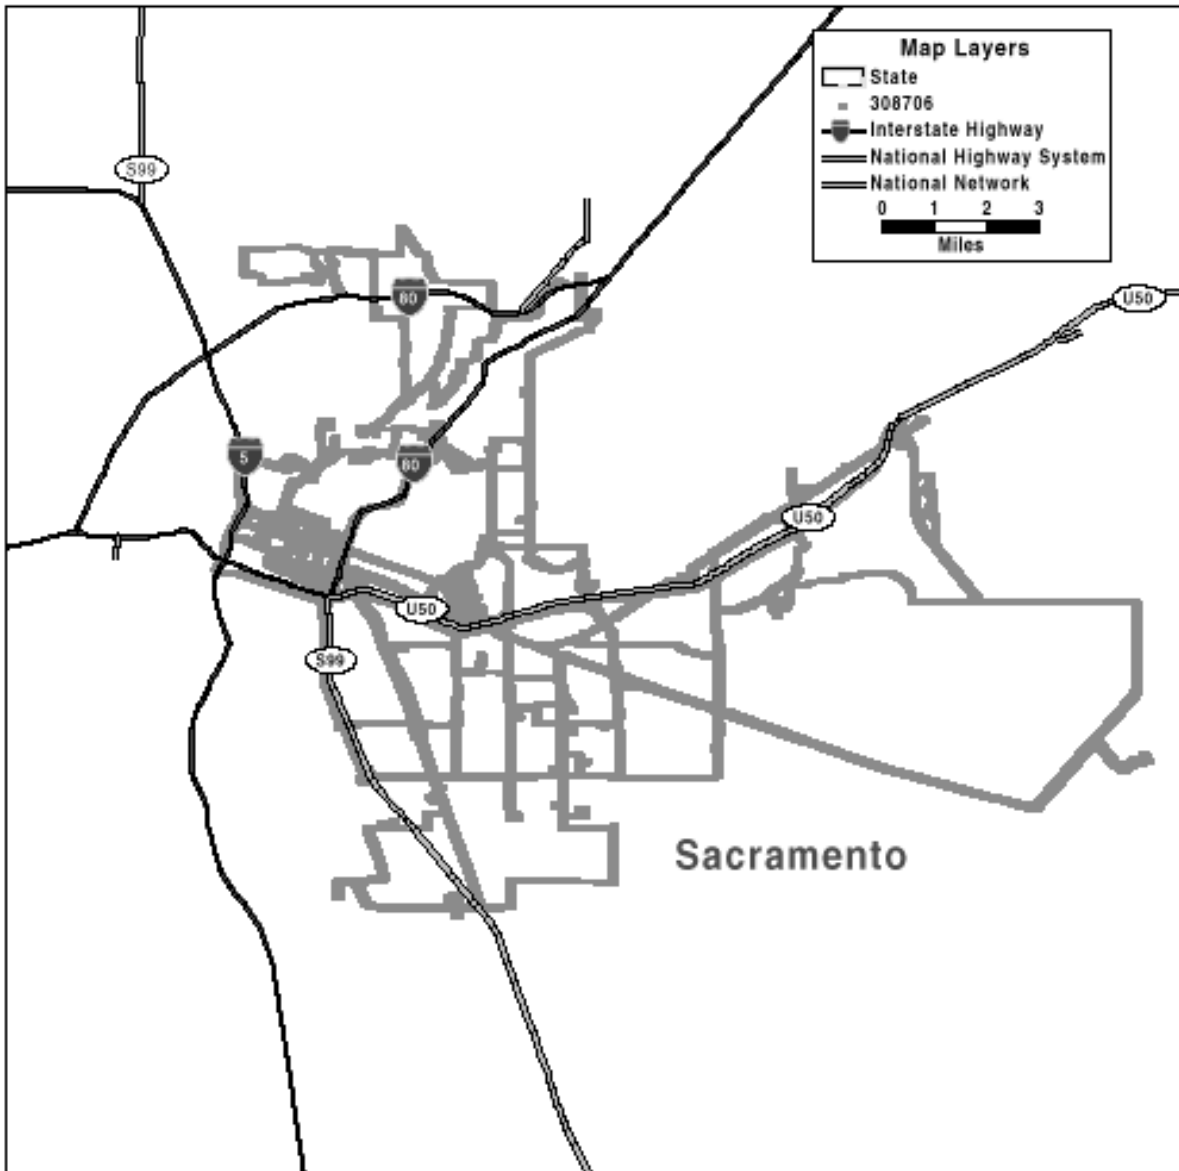 Map Layers
State
308706
Interstate Highway
National Highway System
National Network
0 1 2 3
Miles
S99
80
U50
5
80
U50
U50
S99
Sacramento